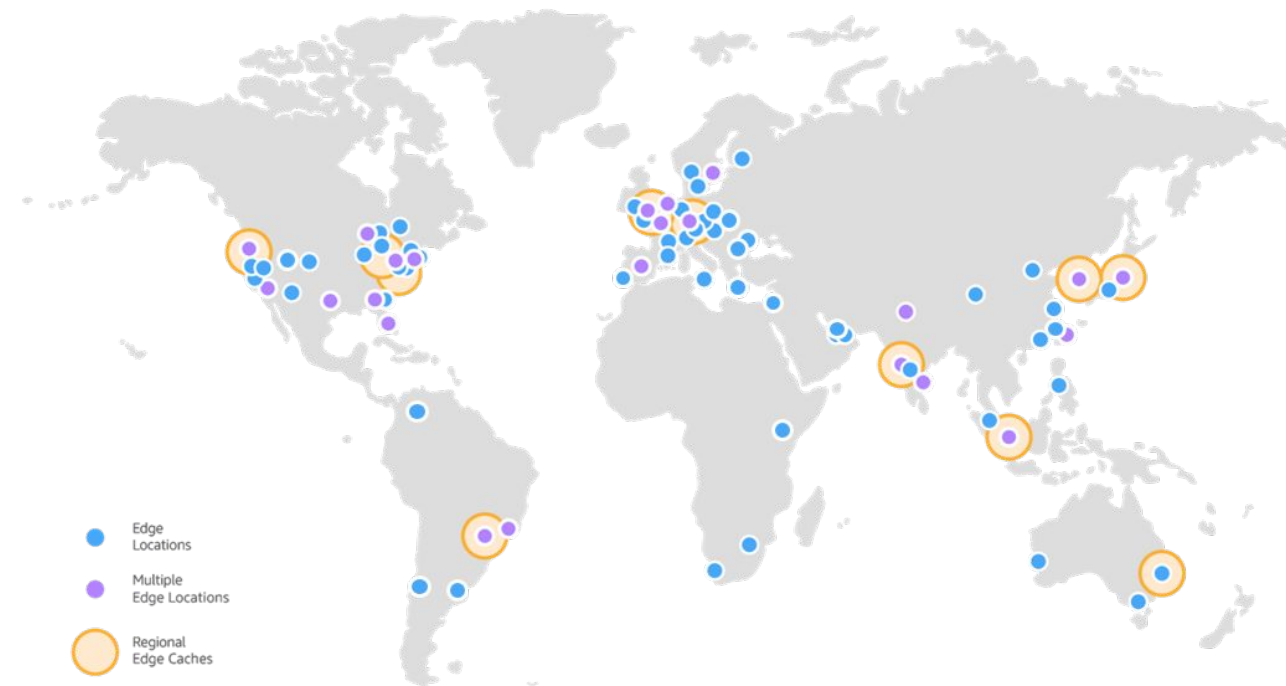 Edge
Locations
Multiple
Edge Locations
Regional
Edge Caches